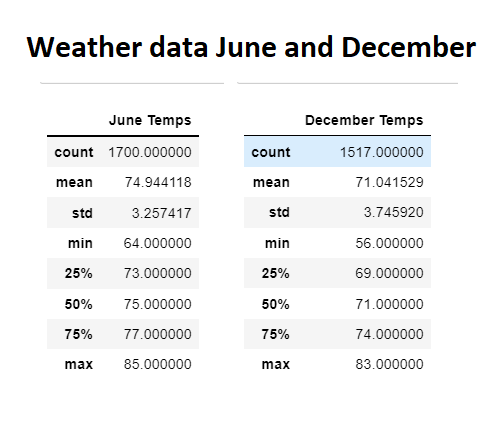 Weather data June and December
June Temps
count 1700.000000
mean 74.944118
std 3.257417
min 64.000000
25% 73.000000
50% 75.000000
75% 77.000000
max 85.000000
December Temps
count 1517.000000
mean 71.041529
std 3.745920
min 56.000000
25% 69.000000
50% 71.000000
75% 74.000000
max 83.000000